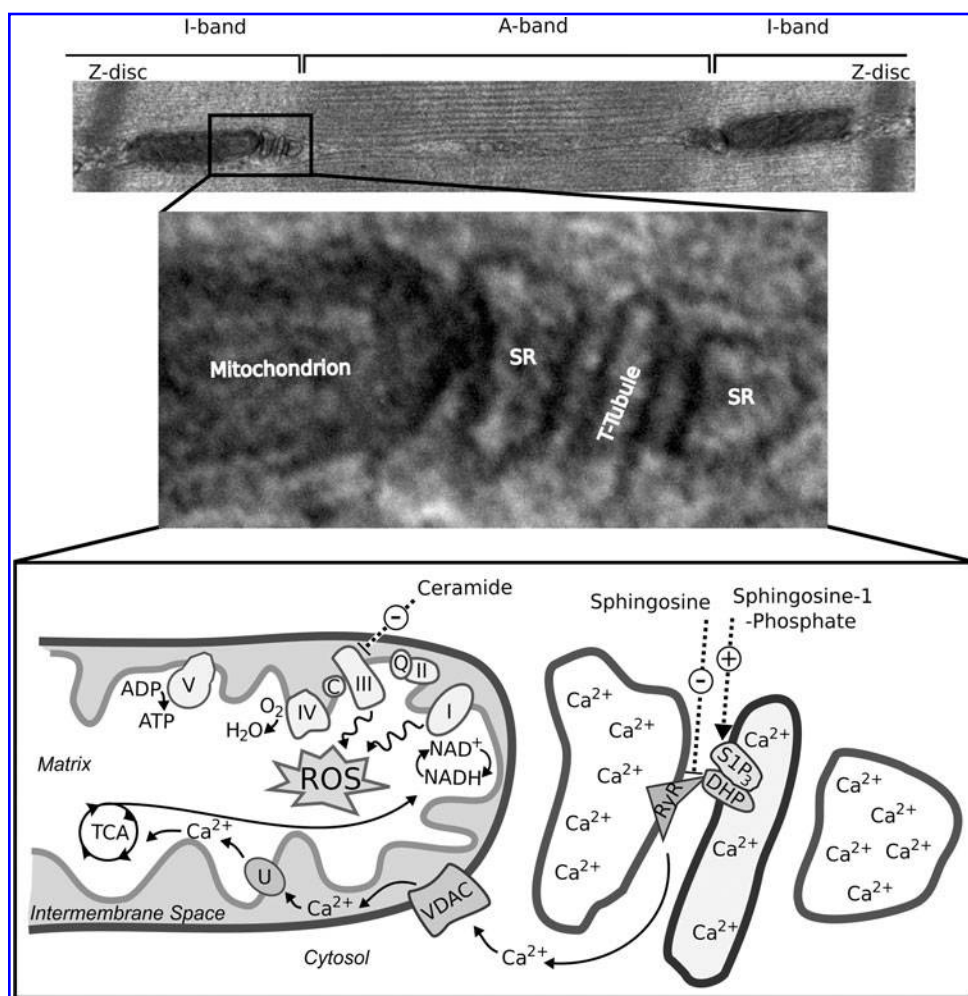 I-band
A-band
I-band
Z-disc
Z-disc
Mitochondrion
SR
T-Tubule
SR
Ceramide
-
Sphingosine
Sphingosine-1
-Phosphate
-
+
ADP
ATP
V
O2
H2O
IV
C
III
Q
II
I
ROS
NAD+
NADH
Matrix
TCA
Ca2+
U
Ca2+
VDAC
Intermembrane Space
Cytosol
Ca2+
Ca2+
Ca2+
Ca2+
Ca2+
Ca2+
RyR
S1P3
DHP
Ca2+
Ca2+
Ca2+
Ca2+
Ca2+
Ca2+
Ca2+